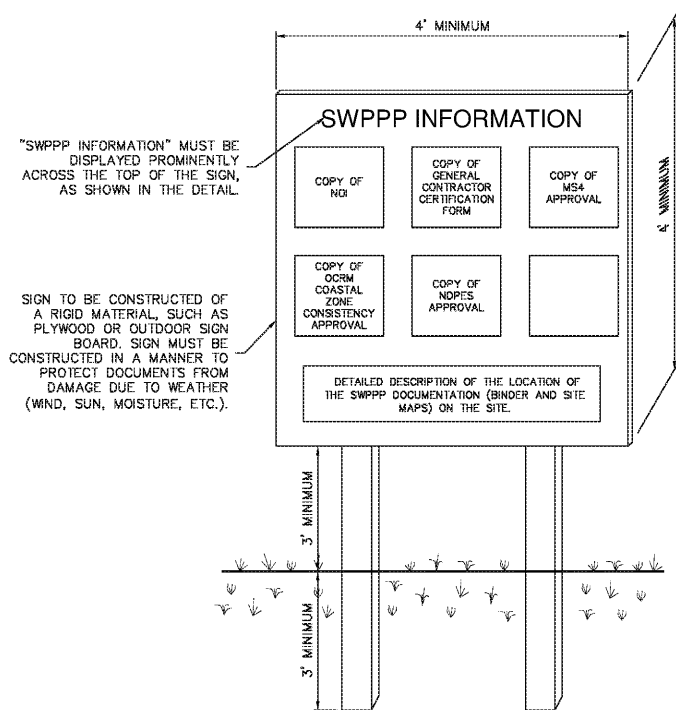 4' MINIMUM
SWPPP INFORMATION
"SWPPP INFORMATION" MUST BE
DISPLAYED PROMINENTLY
ACROSS THE TOP OF THE SIGN,
AS SHOWN IN THE DETAIL.
COPY OF
NOI
COPY OF
GENERAL
CONTRACTOR
CERTIFICATION
FORM
COPY OF
MS4
APPROVAL
4' MINIMUM
COPY OF
OCRM
COASTAL
ZONE
CONSISTENCY
APPROVAL
COPY OF
NDPES
APPROVAL
SIGN TO BE CONSTRUCTED OF
A RIGID MATERIAL, SUCH AS
PLYWOOD OR OUTDOOR SIGN
BOARD. SIGN MUST BE
CONSTRUCTED IN A MANNER TO
PROTECT DOCUMENTS FROM
DAMAGE DUE TO WEATHER
(WIND, SUN, MOISTURE, ETC.).
DETAILED DESCRIPTION OF THE LOCATION OF
THE SWPPP DOCUMENTATION (BINDER AND SITE
MAPS) ON THE SITE.
3' MINIMUM
3' MINIMUM